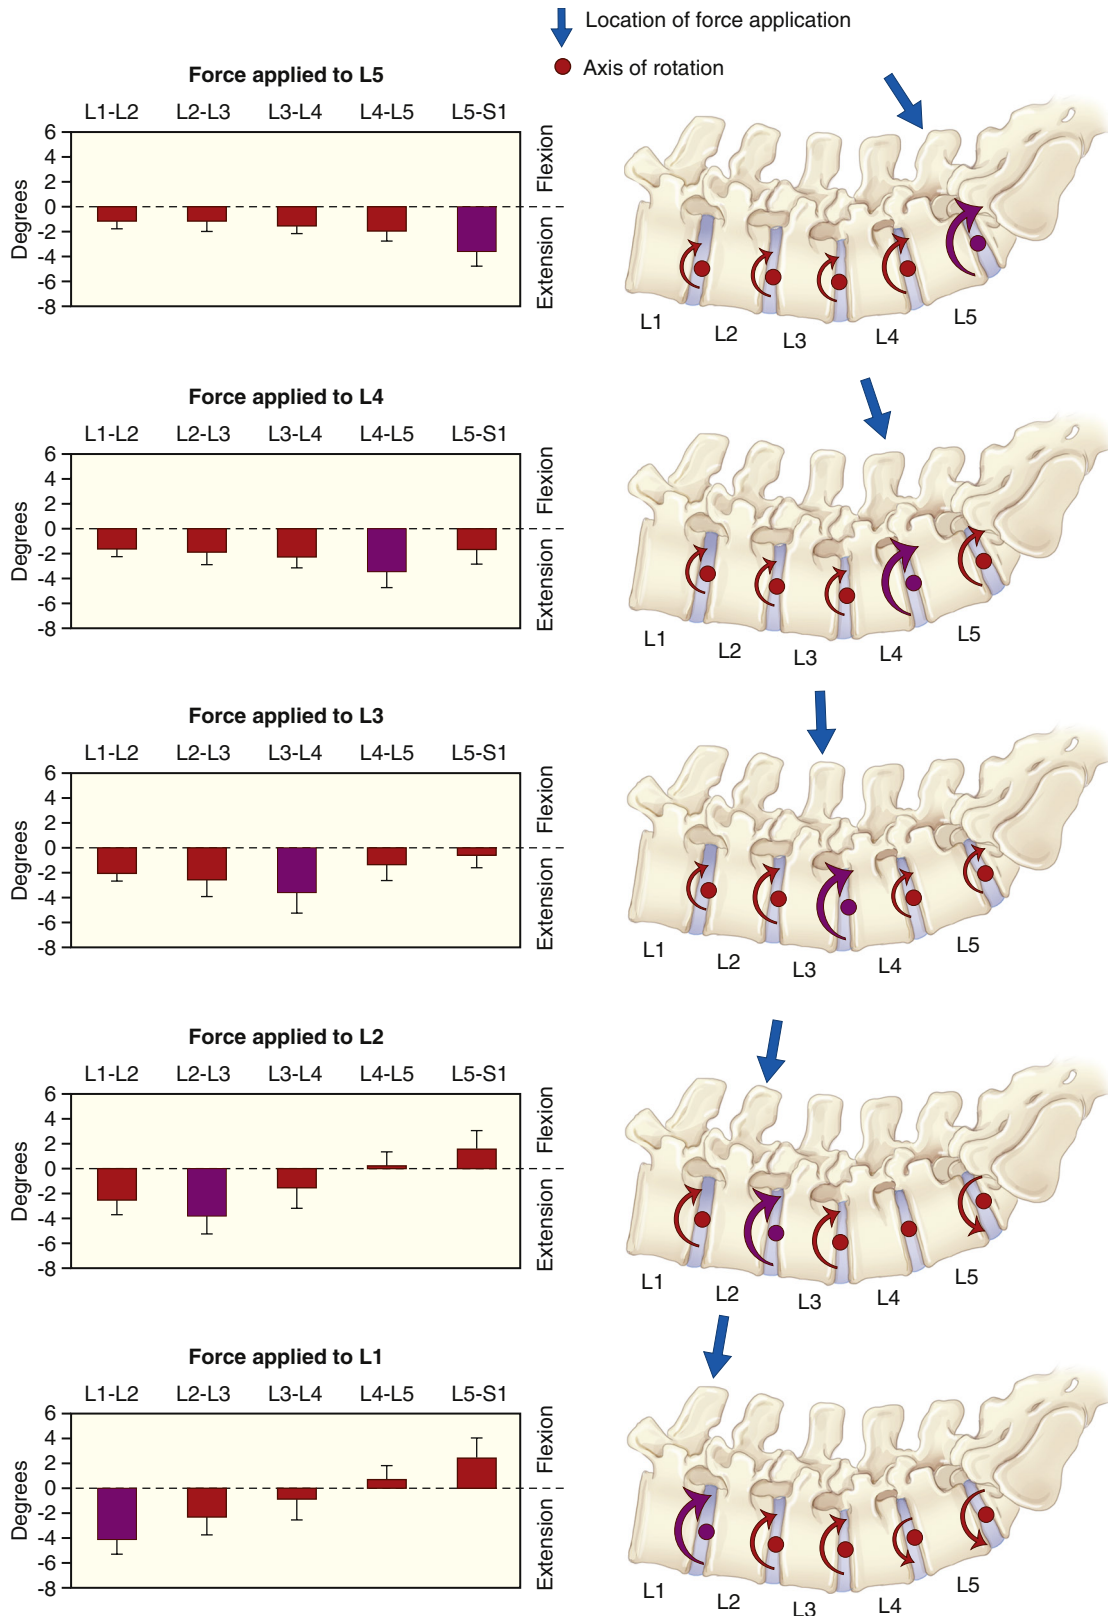 Location of force application
Axis of rotation
Force applied to L5
L1-L2 L2-L3 L3-L4 L4-L5 L5-S1
6
4
2
0
-2
-4
-6
-8
Degrees
Flexion
Extension
L1
L2
L3
L4
L5
Force applied to L4
L1-L2 L2-L3 L3-L4 L4-L5 L5-S1
6
4
2
0
-2
-4
-6
-8
Degrees
Flexion
Extension
L1
L2
L3
L4
L5
Force applied to L3
L1-L2 L2-L3 L3-L4 L4-L5 L5-S1
6
4
2
0
-2
-4
-6
-8
Degrees
Flexion
Extension
L1
L2
L3
L4
L5
Force applied to L2
L1-L2 L2-L3 L3-L4 L4-L5 L5-S1
6
4
2
0
-2
-4
-6
-8
Degrees
Flexion
Extension
L1
L2
L3
L4
L5
Force applied to L1
L1-L2 L2-L3 L3-L4 L4-L5 L5-S1
6
4
2
0
-2
-4
-6
-8
Degrees
Flexion
Extension
L1
L2
L3
L4
L5